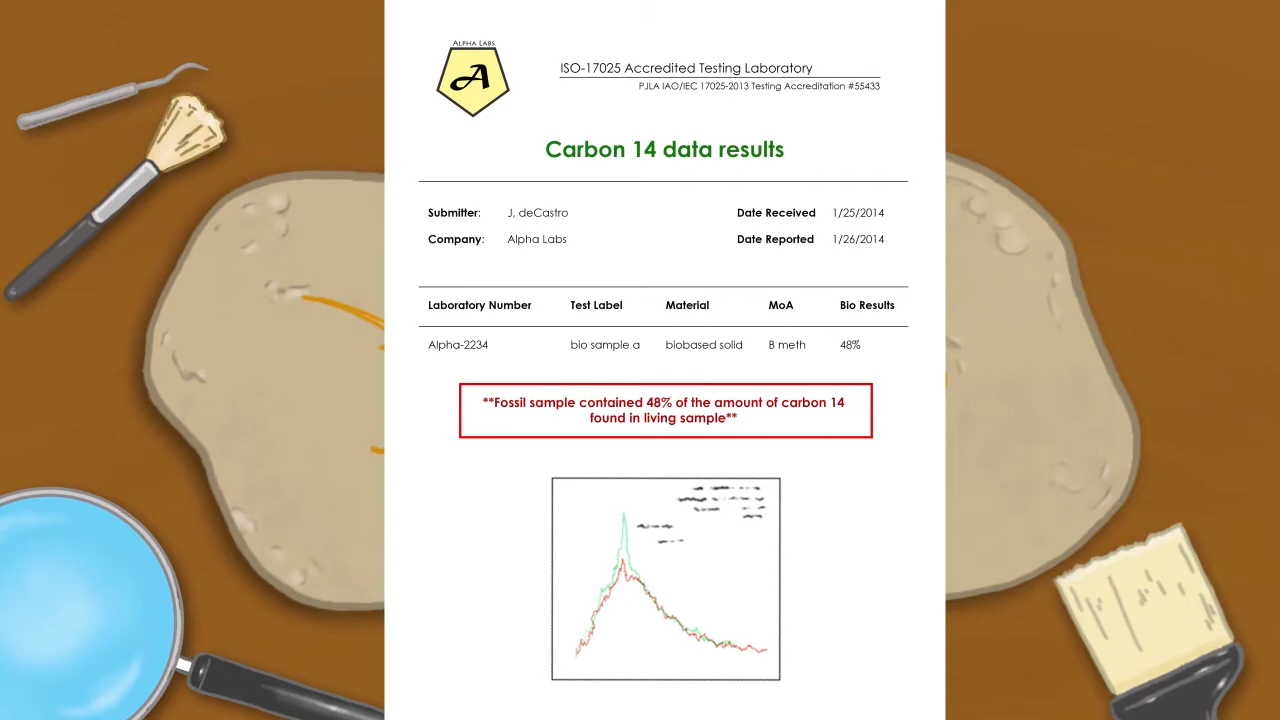 ALPHA LABS
A
ISO-17025 Accredited Testing Laboratory
PJLA IAO/IEC 17025-2013 Testing Accreditation #55433
Carbon 14 data results
Submitter: J, deCastro Date Received 1/25/2014
Company: Alpha Labs Date Reported 1/26/2014
Laboratory Number Test Label Material MoA Bio Results
Alpha-2234 bio sample a biobased solid B meth 48%
**Fossil sample contained 48% of the amount of carbon 14
found in living sample**